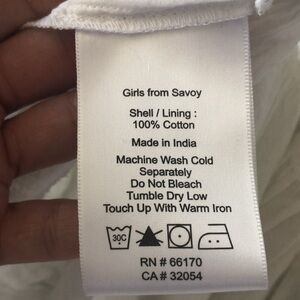 Girls from Savoy
Shell / Lining :
100% Cotton
Made in India
Machine Wash Cold
Separately
Do Not Bleach
Tumble Dry Low
Touch Up With Warm Iron
30C
RN # 66170
CA # 32054